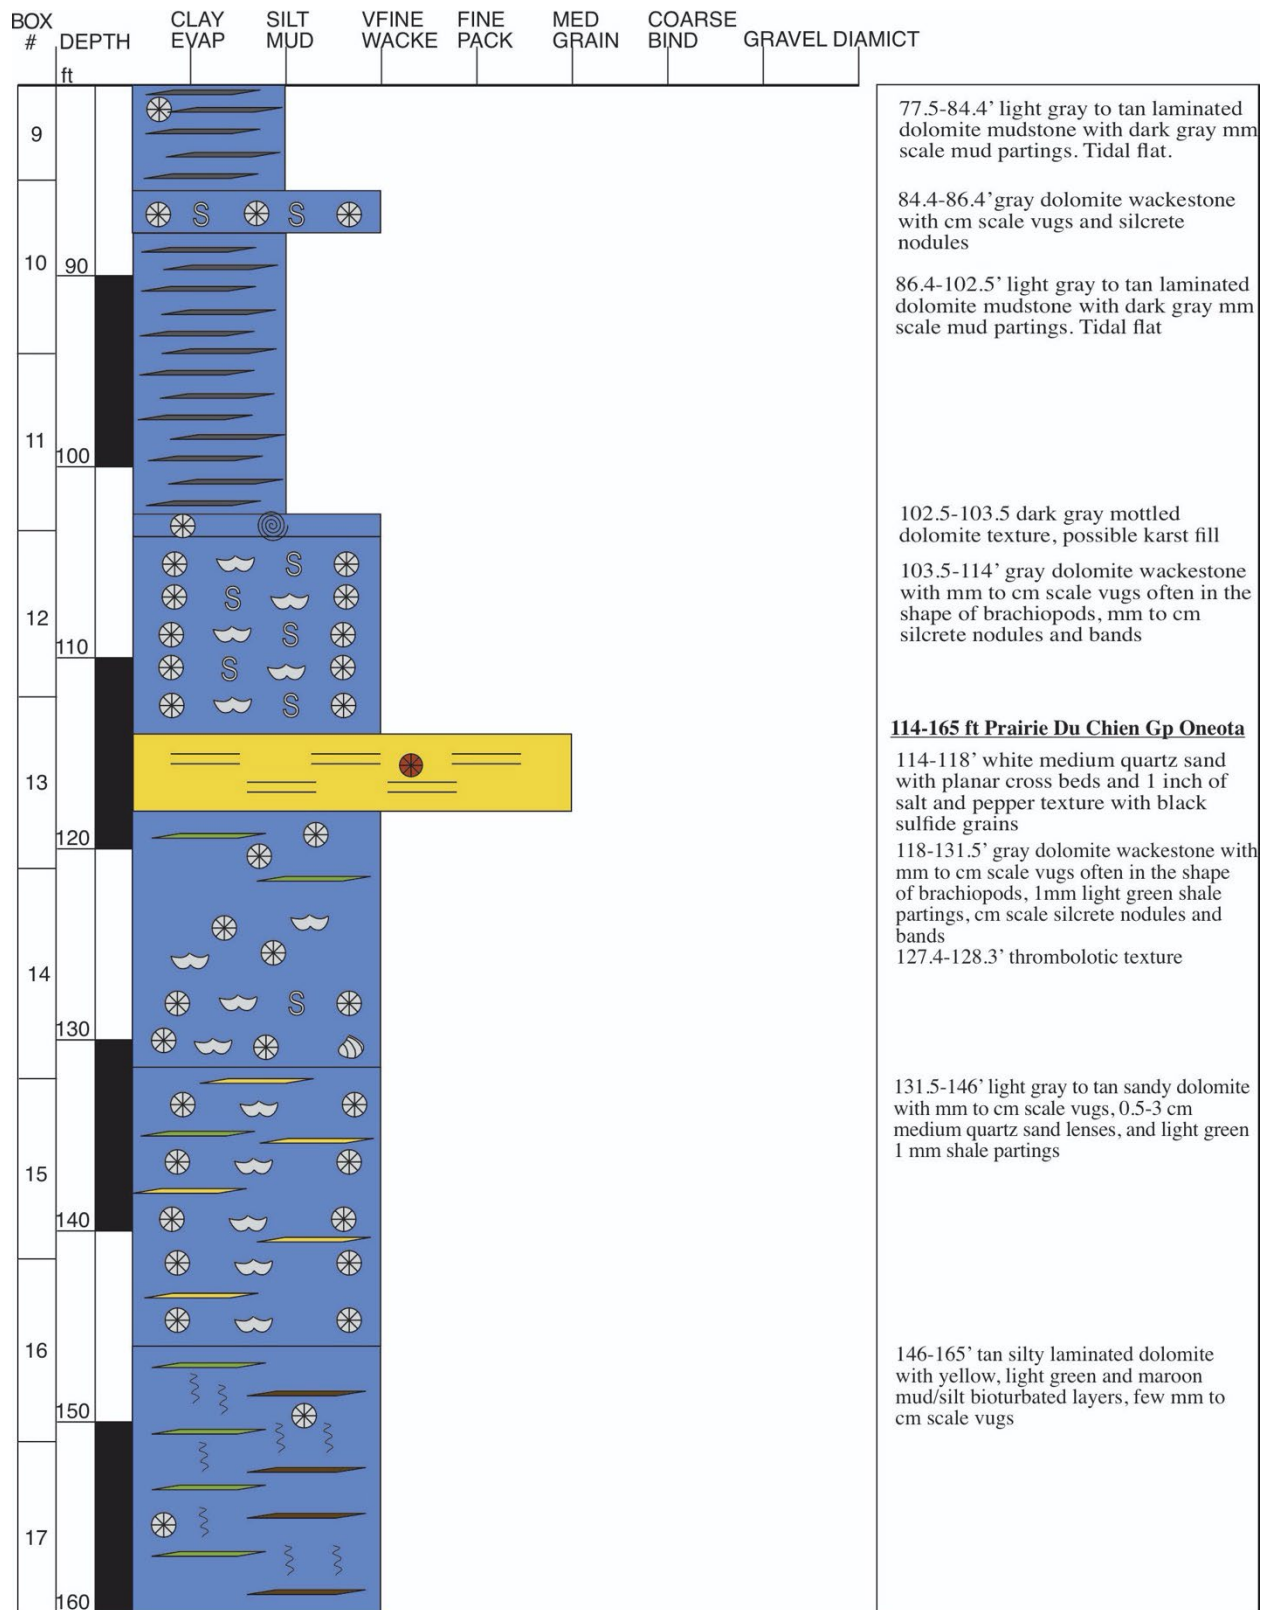 BOX
#
DEPTH
ft
CLAY
EVAP
SILT
MUD
VFINE
WACKE
FINE
PACK
MED
GRAIN
COARSE
BIND
GRAVEL DIAMICT
9
10
90
11
100
12
110
13
120
14
130
15
140
16
150
17
160
S S
S
S
S
S
S
S
77.5-84.4’ light gray to tan laminated
dolomite mudstone with dark gray mm
scale mud partings. Tidal flat.
84.4-86.4’gray dolomite wackestone
with cm scale vugs and silcrete
nodules
86.4-102.5’ light gray to tan laminated
dolomite mudstone with dark gray mm
scale mud partings. Tidal flat
102.5-103.5 dark gray mottled
dolomite texture, possible karst fill
103.5-114’ gray dolomite wackestone
with mm to cm scale vugs often in the
shape of brachiopods, mm to cm
silcrete nodules and bands
114-165 ft Prairie Du Chien Gp Oneota
114-118’ white medium quartz sand
with planar cross beds and 1 inch of
salt and pepper texture with black
sulfide grains
118-131.5’ gray dolomite wackestone with
mm to cm scale vugs often in the shape
of brachiopods, 1mm light green shale
partings, cm scale silcrete nodules and
bands
127.4-128.3’ thrombolotic texture
131.5-146’ light gray to tan sandy dolomite
with mm to cm scale vugs, 0.5-3 cm
medium quartz sand lenses, and light green
1 mm shale partings
146-165’ tan silty laminated dolomite
with yellow, light green and maroon
mud/silt bioturbated layers, few mm to
cm scale vugs